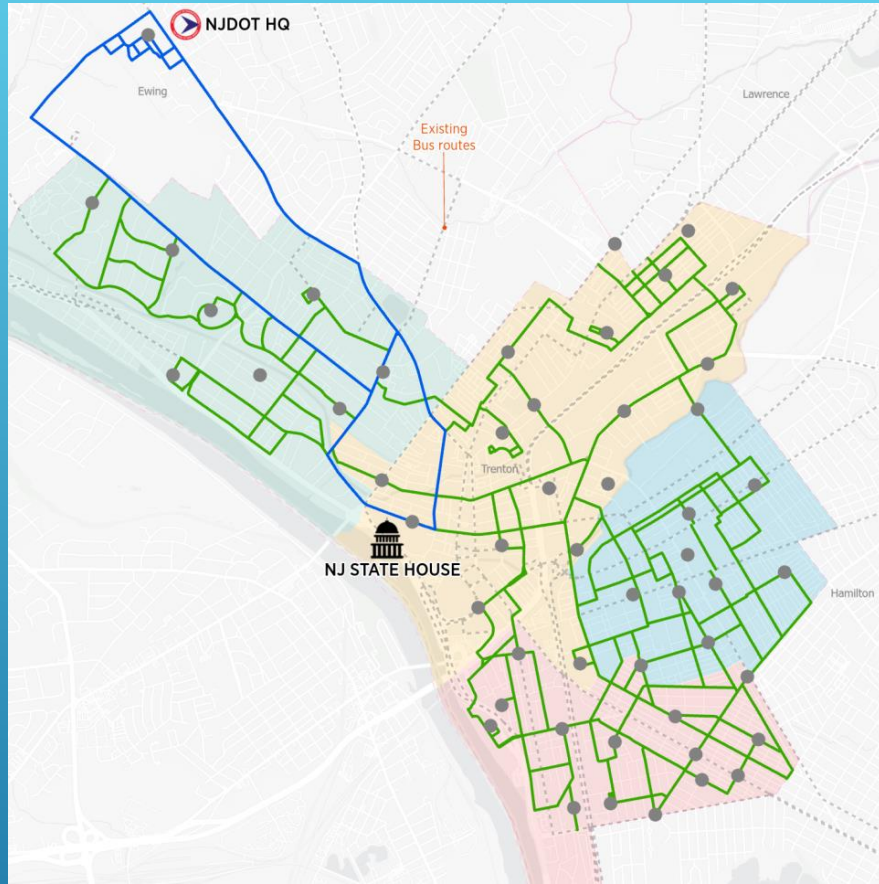 NJDOT HQ
Ewing
Lawrence
Existing
Bus routes
Trenton
NJ STATE HOUSE
Hamilton